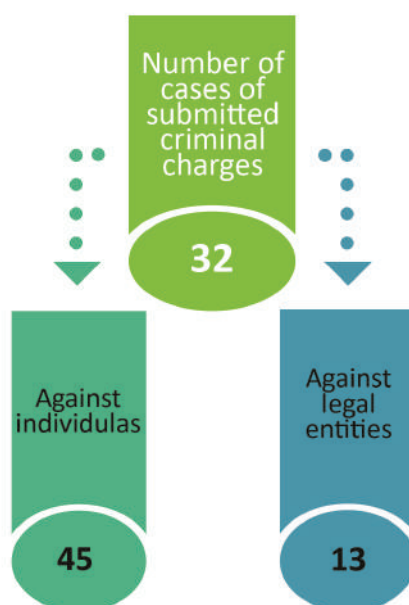 Number of
cases of
submitted
criminal
charges
32
Against
individulas
45
Against
legal
entities
13